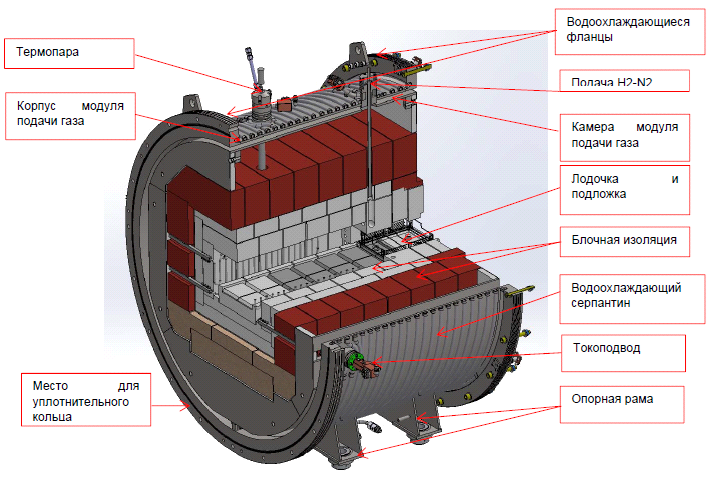 Термопара
Корпус модуля
подачи газа
Место для
уплотнительного
кольца
Водоохлаждающиеся
фланцы
Подача H2-N2
Камера модуля
подачи газа
Лодочка и
подложка
Блочная изоляция
Водоохлаждающий
серпантин
Токоподвод
Опорная рама